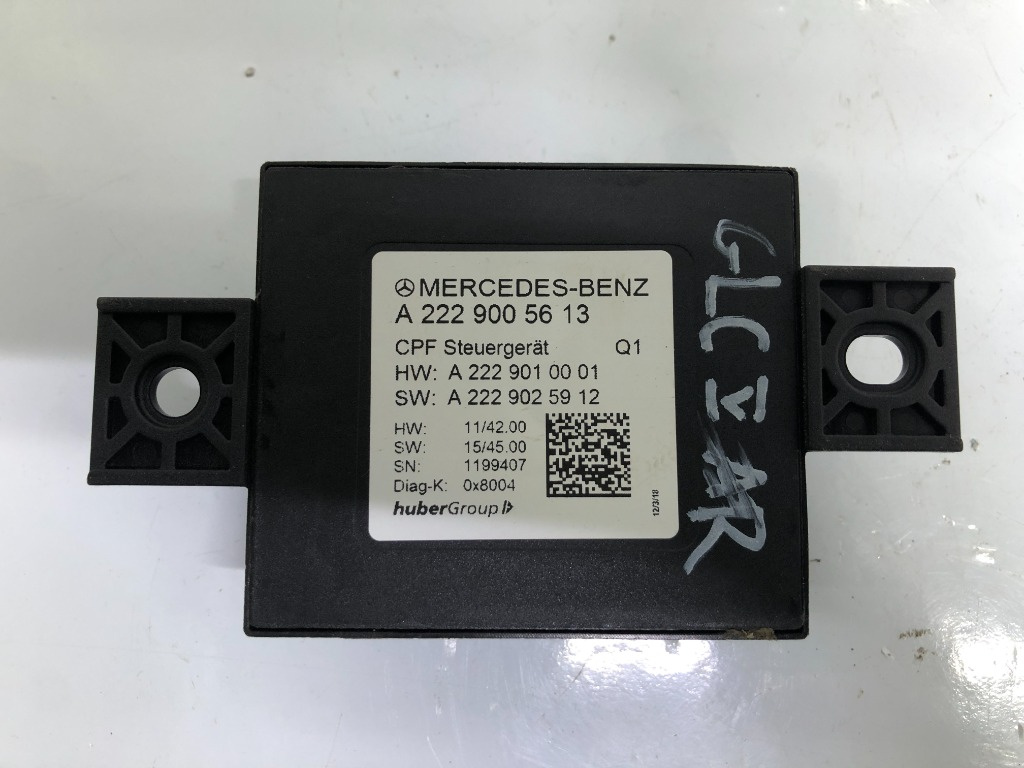 MERCEDES-BENZ
A 222 900 56 13
CPF Steuergerät Q1
HW: A 222 901 00 01
SW: A 222 902 59 12
HW: 11/42.00
SW: 15/45.00
SN: 1199407
Diag-K: 0x8004
huberGroup
12/3/18
GLC
AR